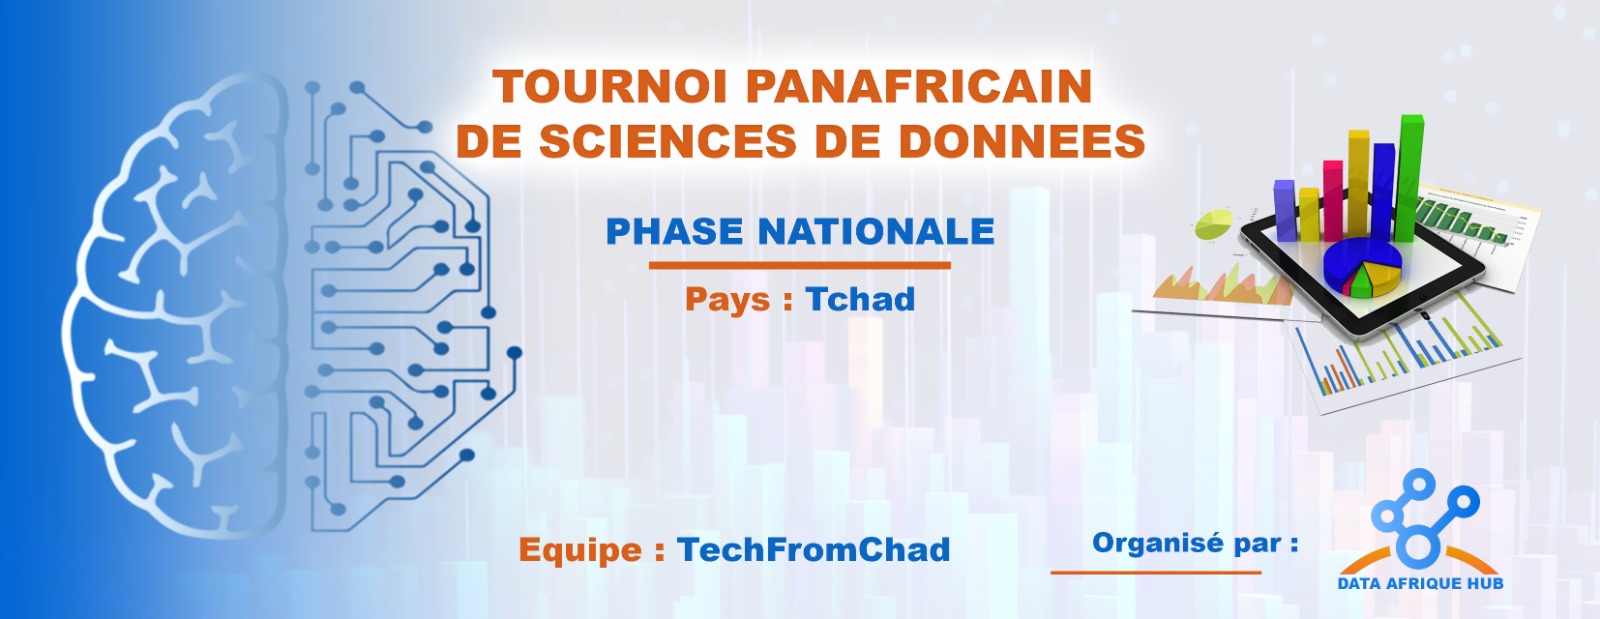 TOURNOI PANAFRICAIN
DE SCIENCES DE DONNEES
PHASE NATIONALE
Pays : Tchad
Equipe : TechFromChad
Organisé par :
DATA AFRIQUE HUB